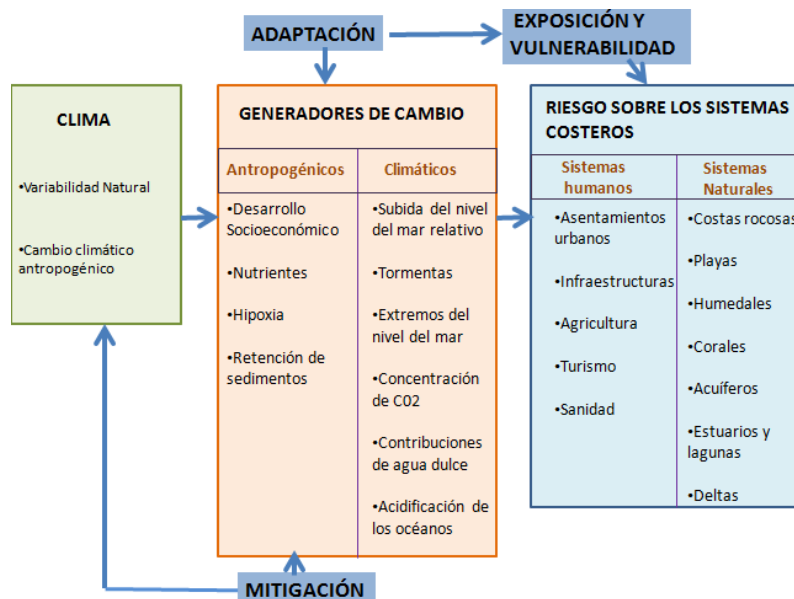 ADAPTACIÓN
EXPOSICIÓN Y
VULNERABILIDAD
CLIMA
•Variabilidad Natural
•Cambio climático
antropogénico
GENERADORES DE CAMBIO
Antropogénicos
•Desarrollo
Socioeconómico
•Nutrientes
•Hipoxia
•Retención de
sedimentos
Climáticos
•Subida del nivel
del mar relativo
•Tormentas
•Extremos del
nivel del mar
•Concentración
de C02
•Contribuciones
de agua dulce
•Acidificación de
los océanos
RIESGO SOBRE LOS SISTEMAS
COSTEROS
Sistemas
humanos
•Asentamientos
urbanos
•Infraestructuras
•Agricultura
•Turismo
•Sanidad
Sistemas
Naturales
•Costas rocosas
•Playas
•Humedales
•Corales
•Acuíferos
•Estuarios y
lagunas
•Deltas
MITIGACIÓN